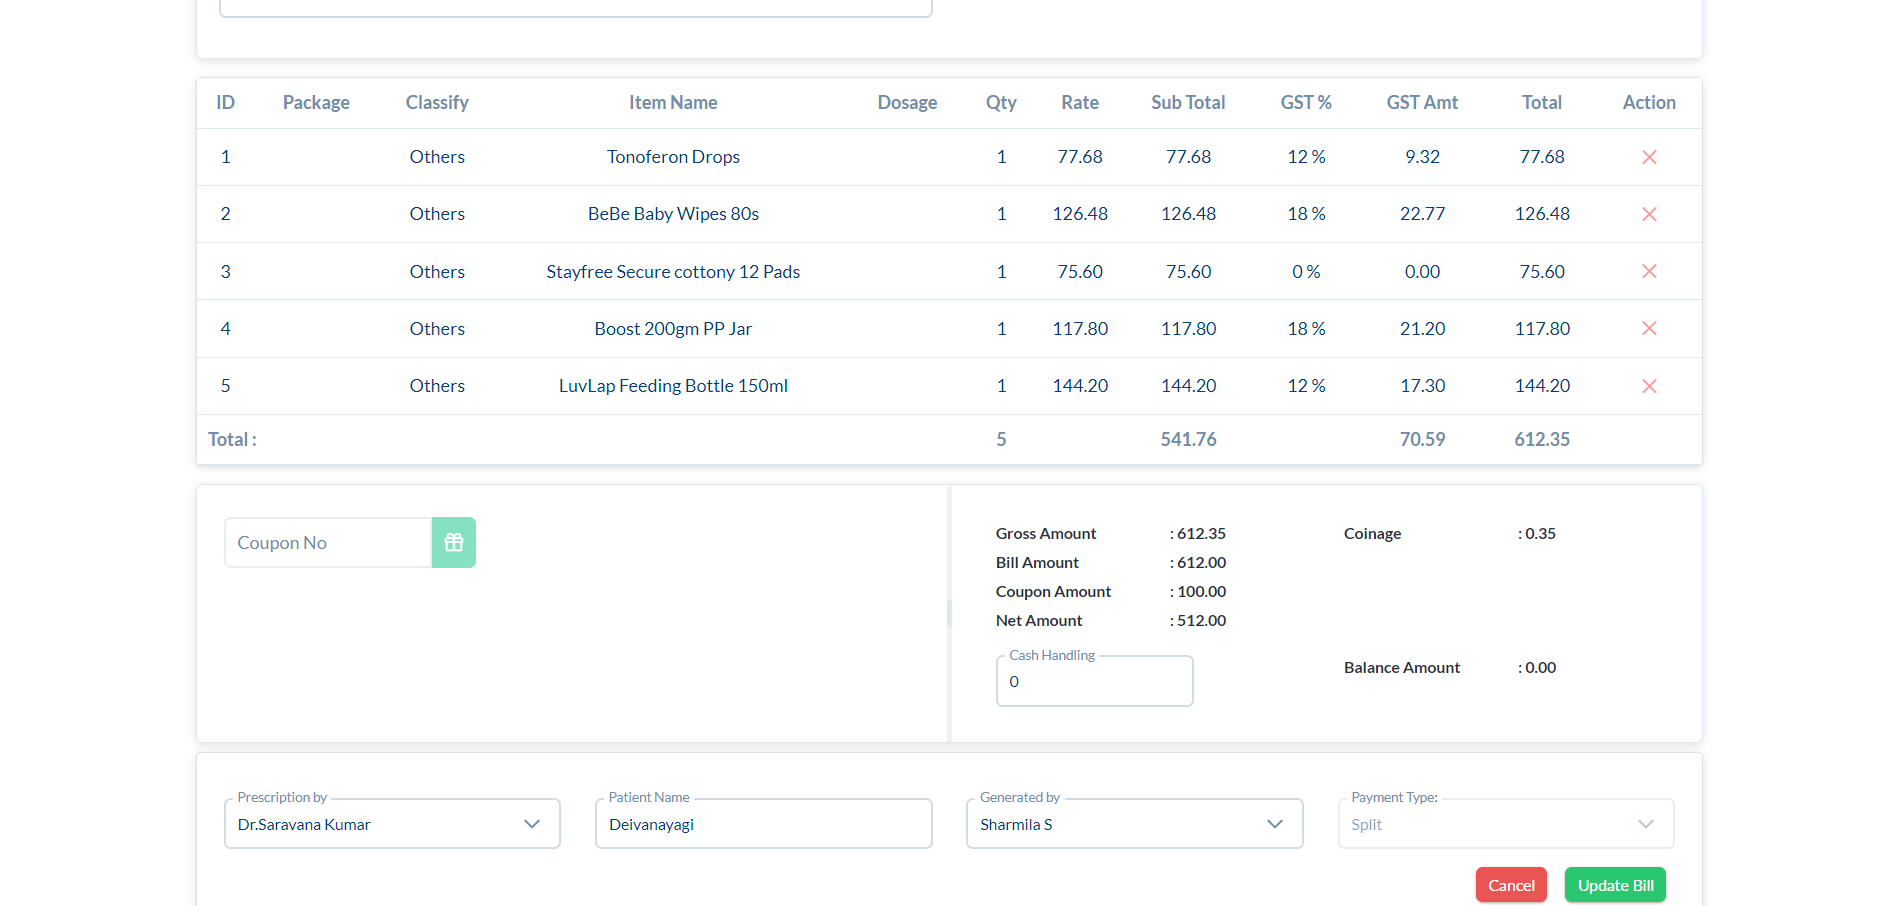 ID Package Classify Item Name Dosage Qty Rate Sub Total GST % GST Amt Total Action
1 Others Tonoferon Drops 1 77.68 77.68 12 % 9.32 77.68
2 Others BeBe Baby Wipes 80s 1 126.48 126.48 18 % 22.77 126.48
3 Others Stayfree Secure cottony 12 Pads 1 75.60 75.60 0 % 0.00 75.60
4 Others Boost 200gm PP Jar 1 117.80 117.80 18 % 21.20 117.80
5 Others LuvLap Feeding Bottle 150ml 1 144.20 144.20 12 % 17.30 144.20
Total : 5 541.76 70.59 612.35
Coupon No
Gross Amount : 612.35 Coinage : 0.35
Bill Amount : 612.00
Coupon Amount : 100.00
Net Amount : 512.00
Cash Handling
0
Balance Amount : 0.00
Prescription by Patient Name Generated by Payment Type:
Dr.Saravana Kumar Deivanayagi Sharmila S Split
Cancel Update Bill